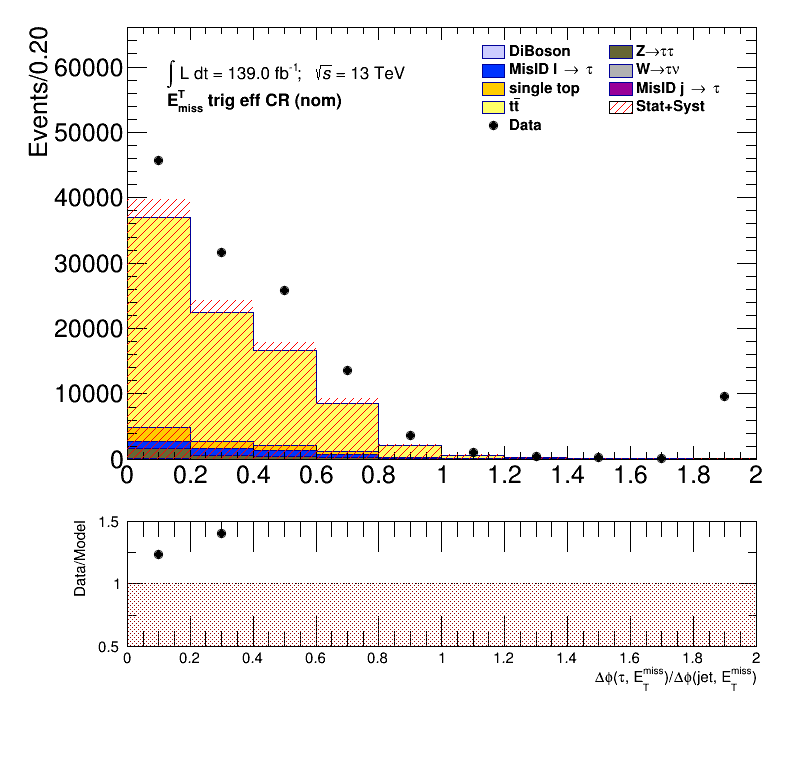 Events/0.20
60000
50000
40000
30000
20000
10000
0
∫ L dt = 139.0 fb⁻¹; √s = 13 TeV
E^T_miss trig eff CR (nom)
DiBoson
MisID l → τ
single top
tt̄
Data
Z→ττ
W→τν
MisID j → τ
Stat+Syst
0 0.2 0.4 0.6 0.8 1 1.2 1.4 1.6 1.8 2
Data/Model
1.5
1
0.5
0 0.2 0.4 0.6 0.8 1 1.2 1.4 1.6 1.8 2
Δϕ(τ, E_T^miss)/Δϕ(jet, E_T^miss)